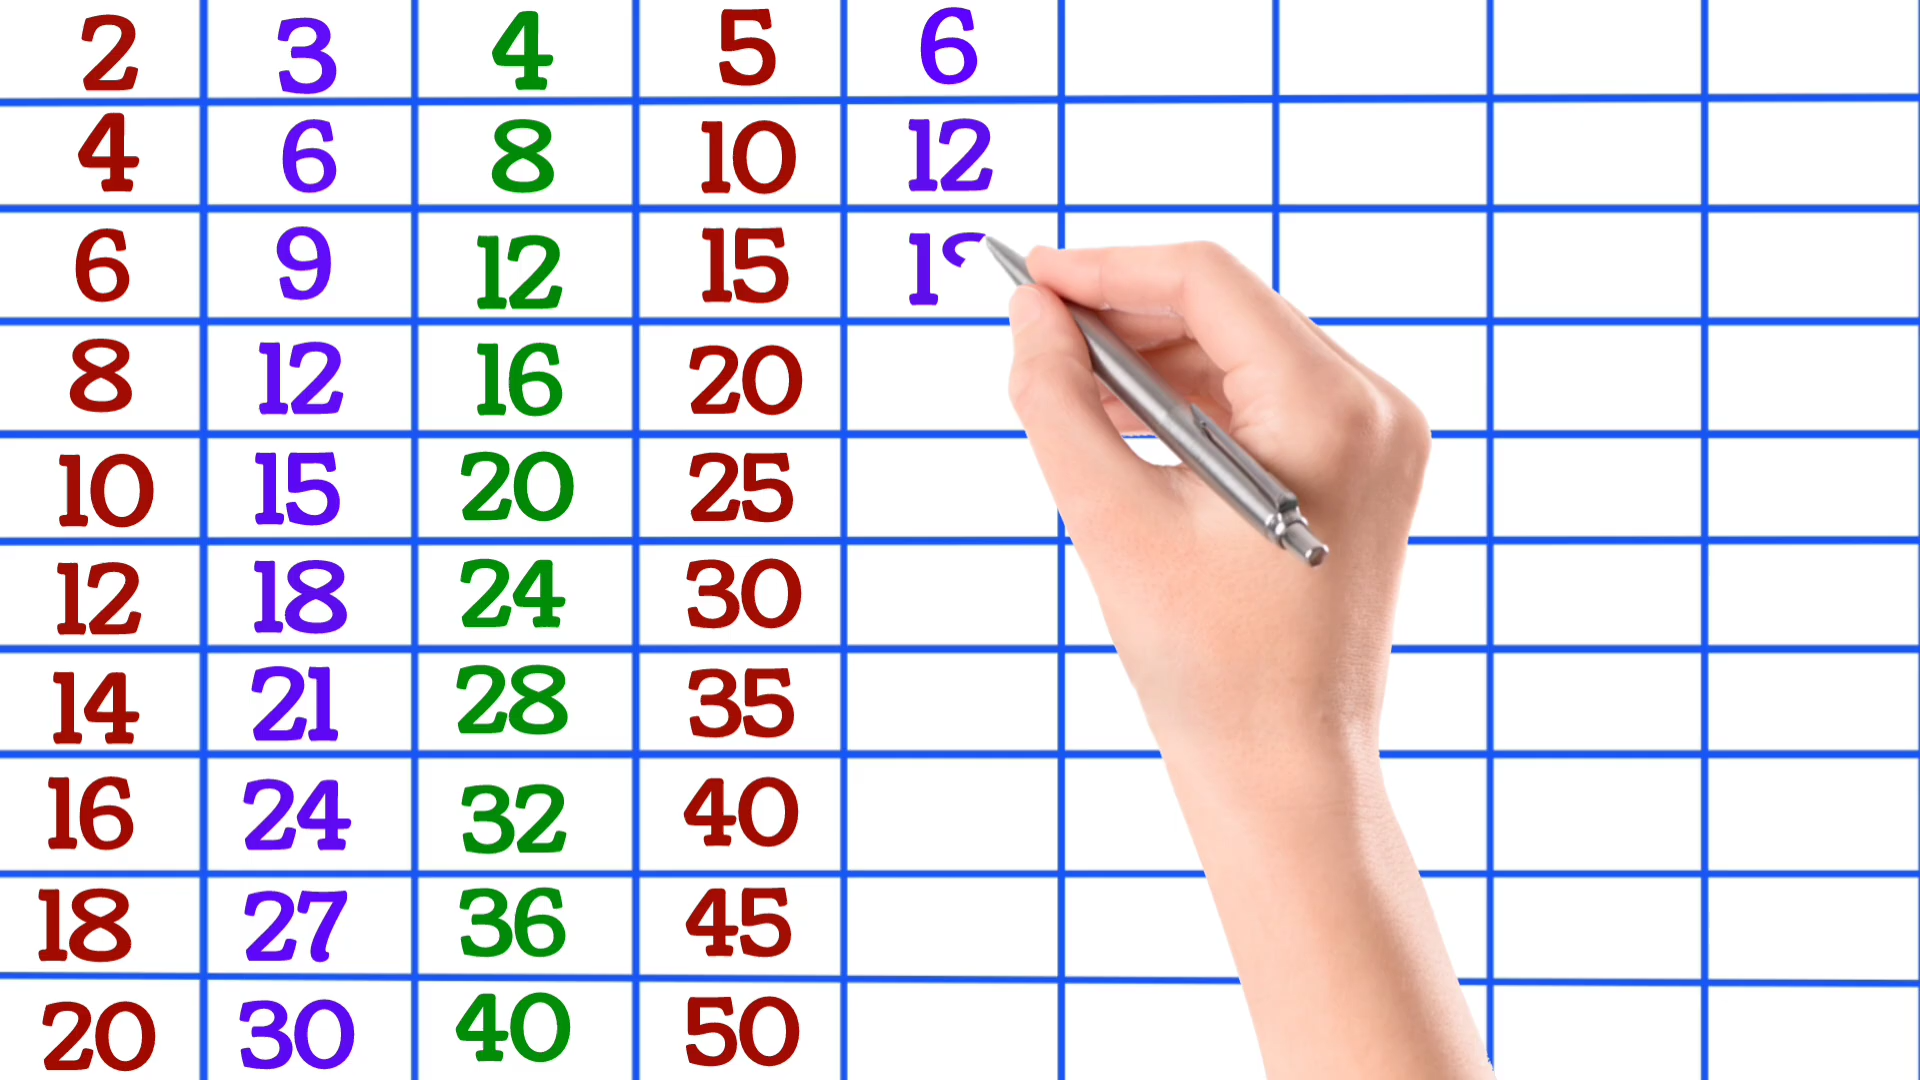 2 3 4 5 6
4 6 8 10 12
6 9 12 15
8 12 16 20
10 15 20 25
12 18 24 30
14 21 28 35
16 24 32 40
18 27 36 45
20 30 40 50